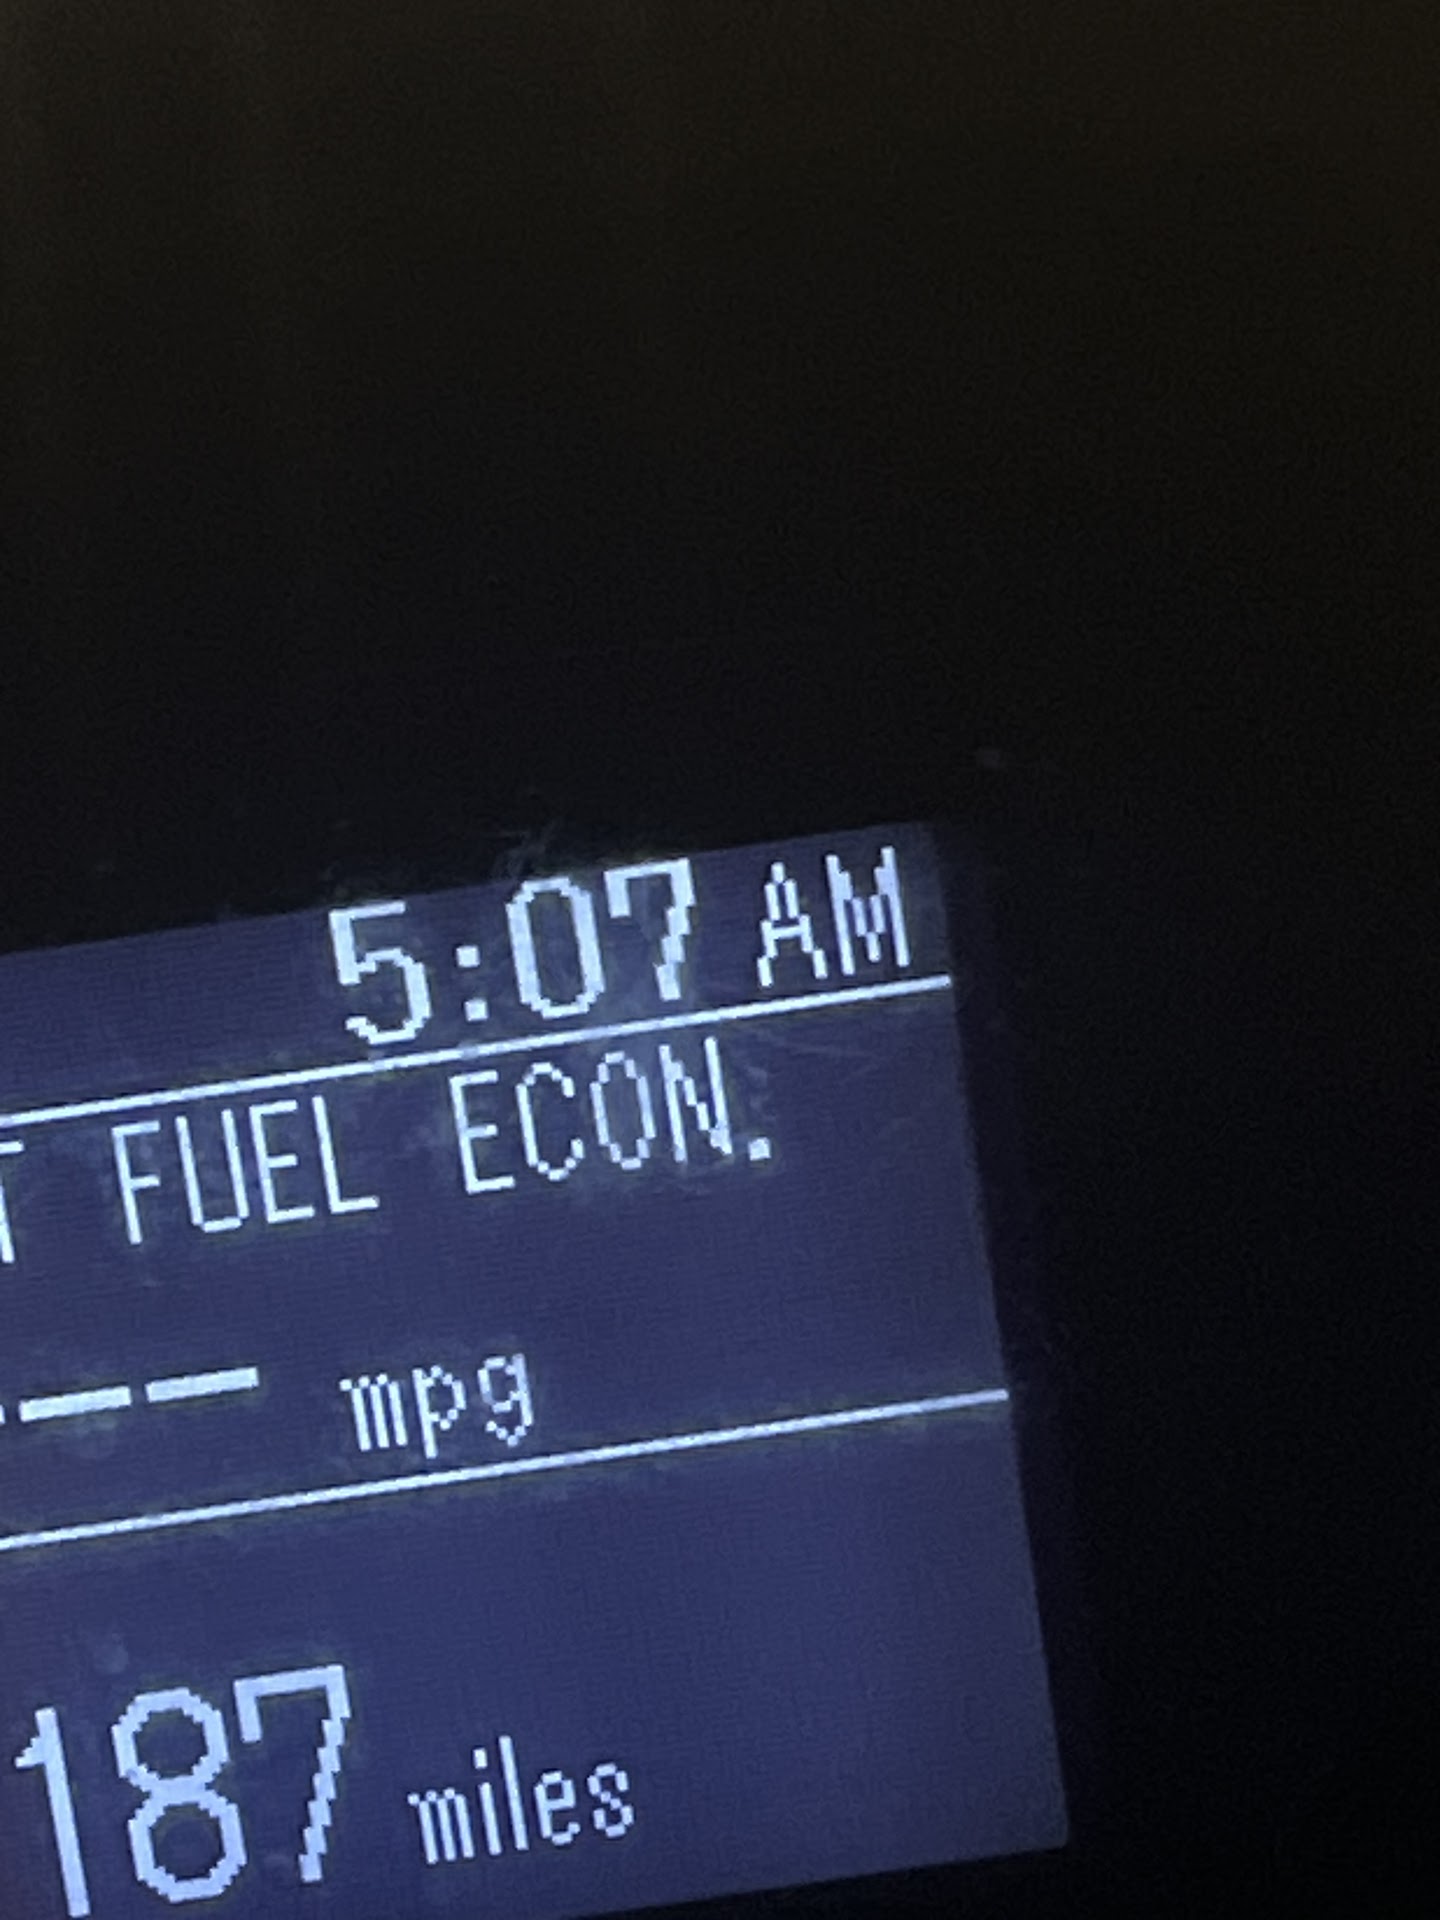 5:07 AM
T FUEL ECON.
--- mpg
187 miles